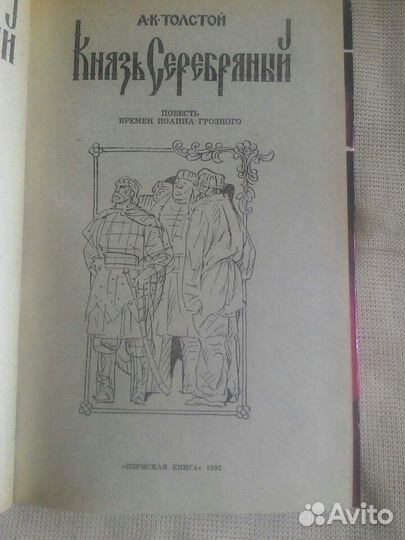 А·К·ТОЛСТОЙ
КНЯЗЬ СЕРЕБРЯНЫЙ
ПОВЕСТЬ
ВРЕМЕН ИОАННА ГРОЗНОГО
«ПЕРМСКАЯ КНИГА» 1992
Avito